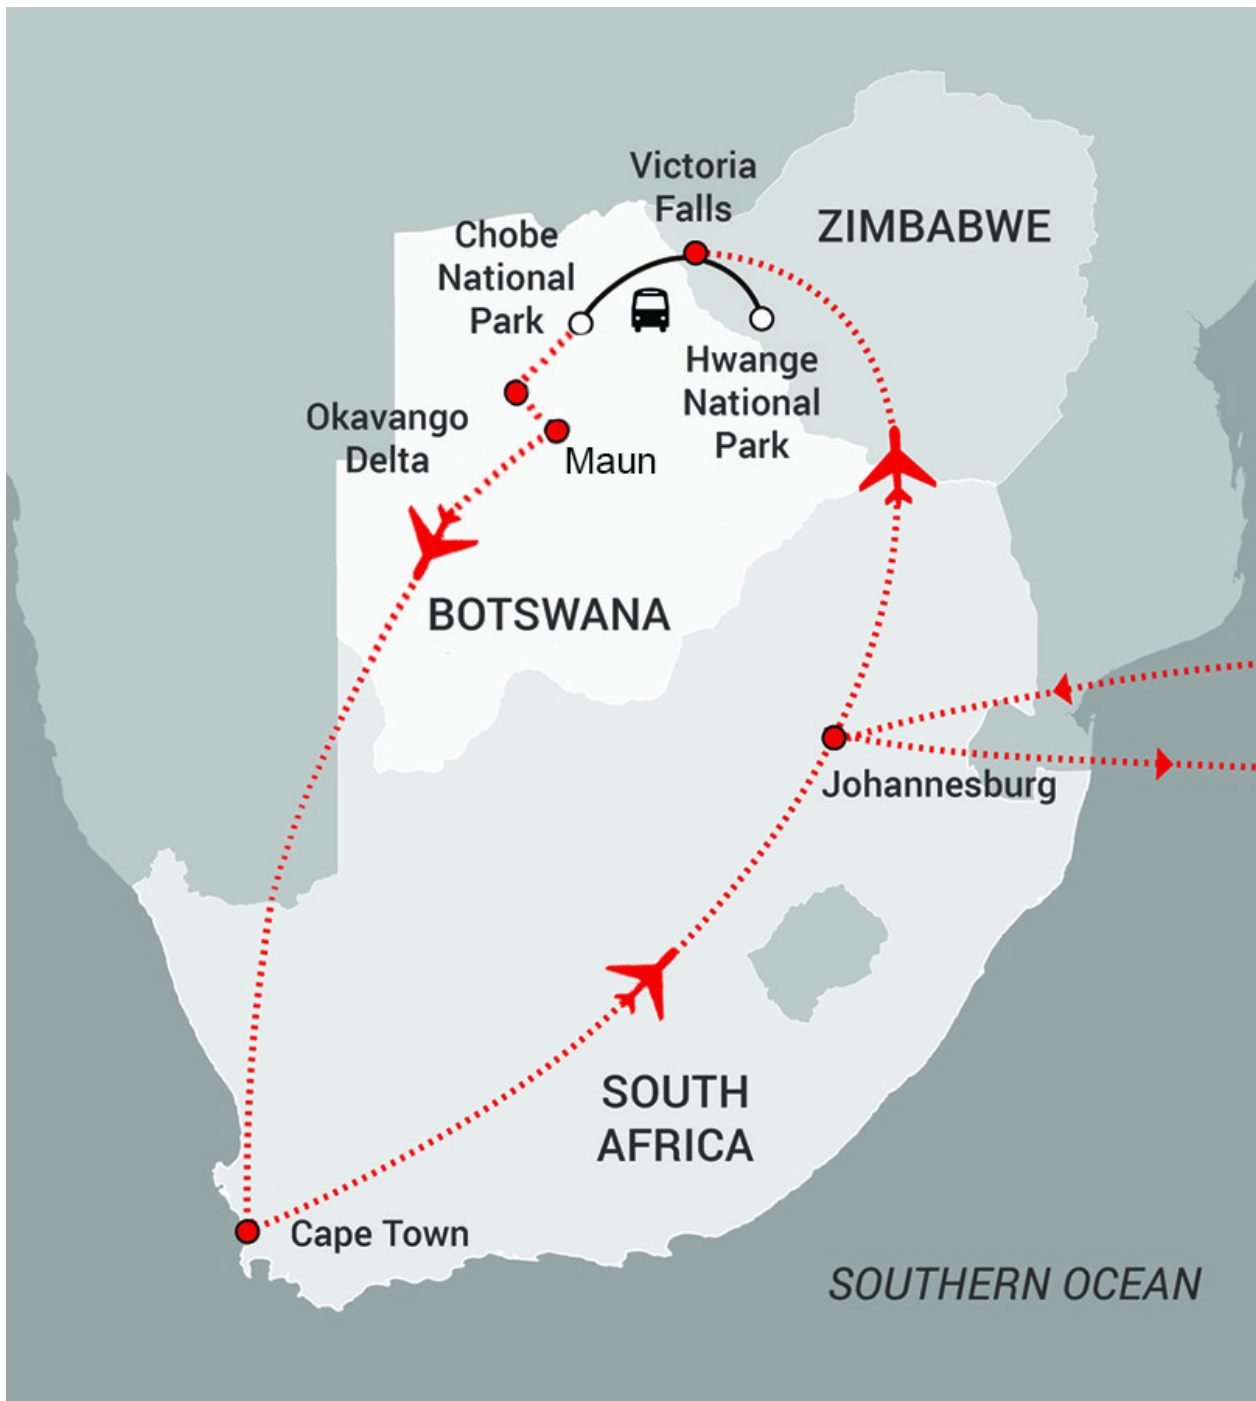 Victoria
Falls
ZIMBABWE
Chobe
National
Park
Hwange
National
Park
Okavango
Delta
Maun
BOTSWANA
Johannesburg
SOUTH
AFRICA
Cape Town
SOUTHERN OCEAN